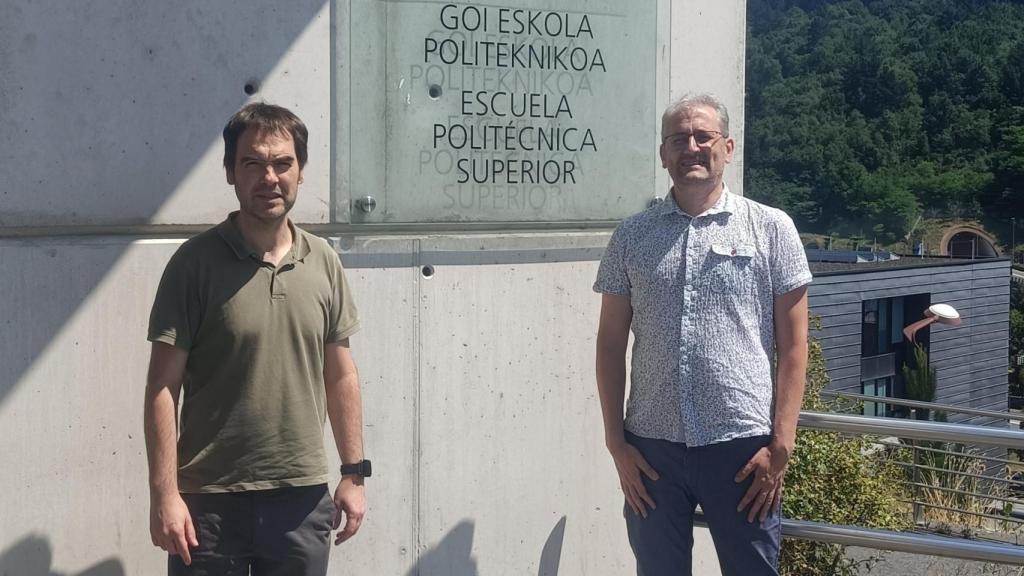 GOI ESKOLA
POLITEKNIKOA
ESCUELA
POLITÉCNICA
SUPERIOR